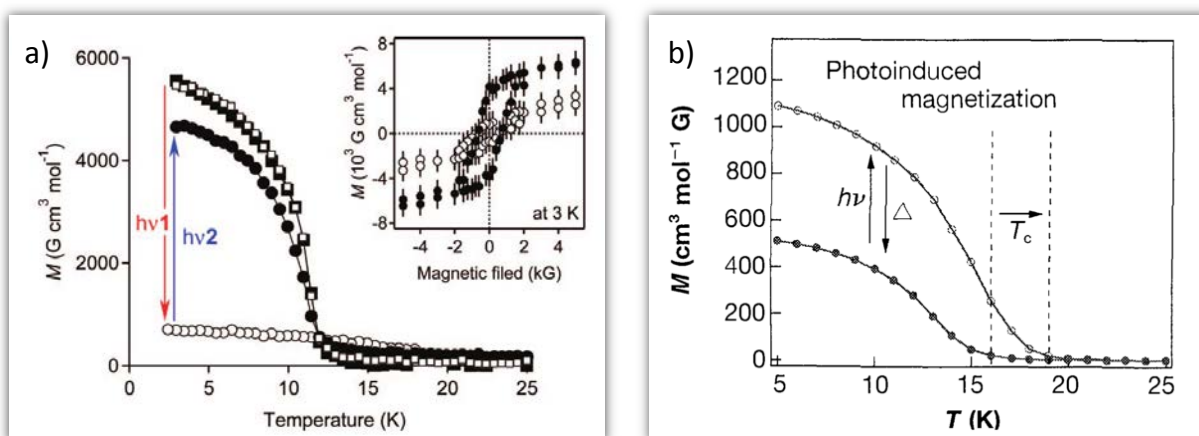 a)
6000
4000
2000
0
M (G cm³ mol⁻¹)
0
5
10
15
20
25
Temperature (K)
hν1
hν2
8
4
0
-4
-8
M (10³ G cm³ mol⁻¹)
at 3 K
-4
-2
0
2
4
Magnetic filed (kG)
b)
1200
1000
800
600
400
200
0
M (cm³ mol⁻¹ G)
Photoinduced
magnetization
hν
△
T_c
5
10
15
20
25
T (K)